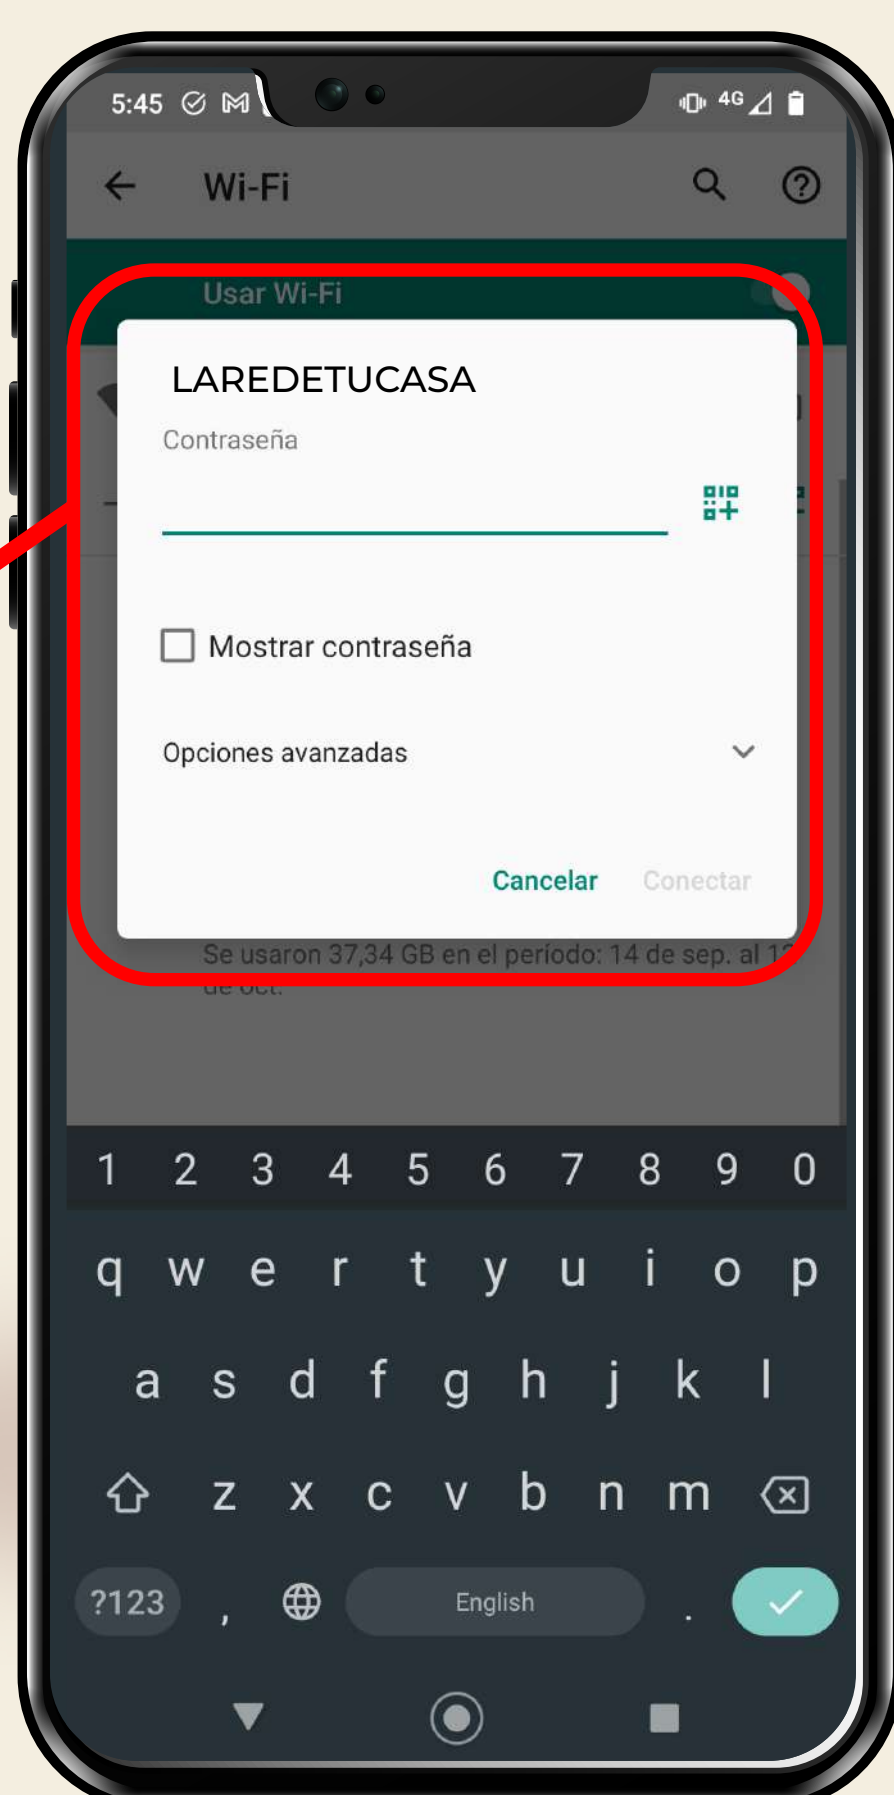 5:45 4G
Wi-Fi
Usar Wi-Fi
LAREDETUCASA
Contraseña
Mostrar contraseña
Opciones avanzadas
Cancelar Conectar
Se usaron 37,34 GB en el período: 14 de sep. al
de oct.
1 2 3 4 5 6 7 8 9 0
q w e r t y u i o p
a s d f g h j k l
z x c v b n m
?123 , English .